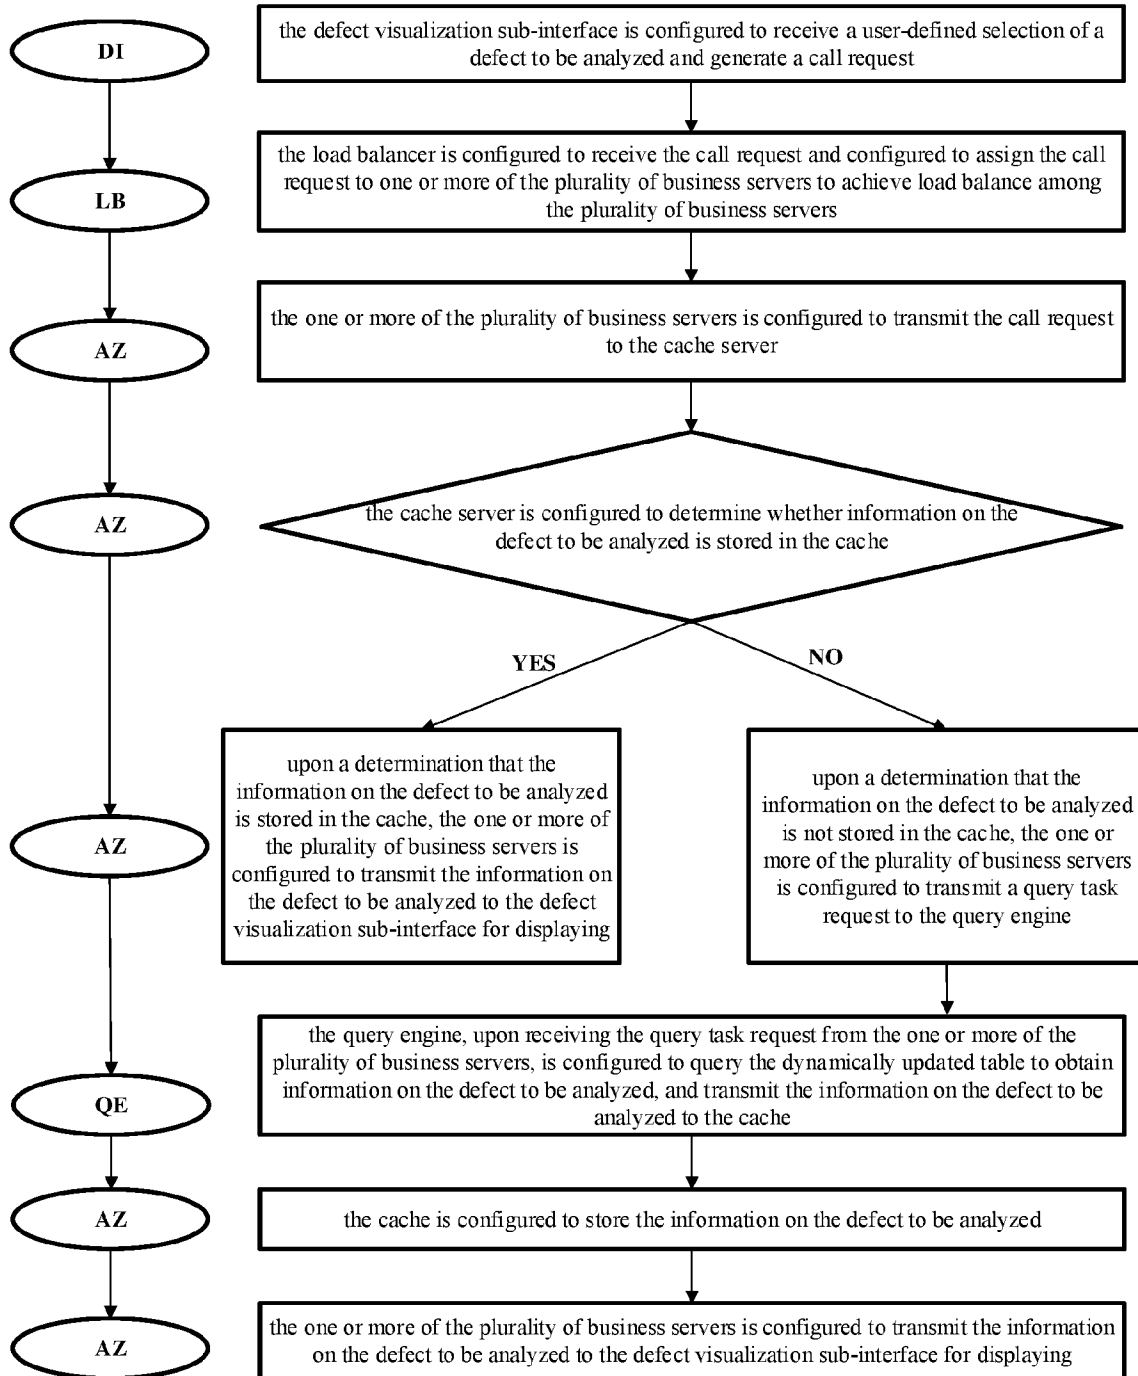 DI
the defect visualization sub-interface is configured to receive a user-defined selection of a
defect to be analyzed and generate a call request
LB
the load balancer is configured to receive the call request and configured to assign the call
request to one or more of the plurality of business servers to achieve load balance among
the plurality of business servers
AZ
the one or more of the plurality of business servers is configured to transmit the call request
to the cache server
AZ
the cache server is configured to determine whether information on the
defect to be analyzed is stored in the cache
YES
NO
AZ
upon a determination that the
information on the defect to be analyzed
is stored in the cache, the one or more of
the plurality of business servers is
configured to transmit the information on
the defect to be analyzed to the defect
visualization sub-interface for displaying
upon a determination that the
information on the defect to be analyzed
is not stored in the cache, the one or
more of the plurality of business servers
is configured to transmit a query task
request to the query engine
QE
the query engine, upon receiving the query task request from the one or more of the
plurality of business servers, is configured to query the dynamically updated table to obtain
information on the defect to be analyzed, and transmit the information on the defect to be
analyzed to the cache
AZ
the cache is configured to store the information on the defect to be analyzed
AZ
the one or more of the plurality of business servers is configured to transmit the information
on the defect to be analyzed to the defect visualization sub-interface for displaying